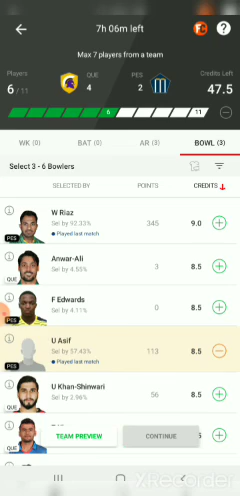 7h 06m left
Max 7 players from a team
Players
6 / 11
QUE
4
PES
2
Credits Left
47.5
6
11
WK (0)
BAT (0)
AR (3)
BOWL (3)
Select 3 - 6 Bowlers
SELECTED BY
POINTS
CREDITS
W Riaz
Sel by 92.33%
Played last match
345
9.0
PES
Anwar-Ali
Sel by 4.55%
3
8.5
QUE
F Edwards
Sel by 4.11%
0
8.5
PES
U Asif
Sel by 57.43%
Played last match
113
8.5
PES
U Khan-Shinwari
Sel by 2.96%
56
8.5
QUE
TEAM PREVIEW
CONTINUE
QUE
XRecorder